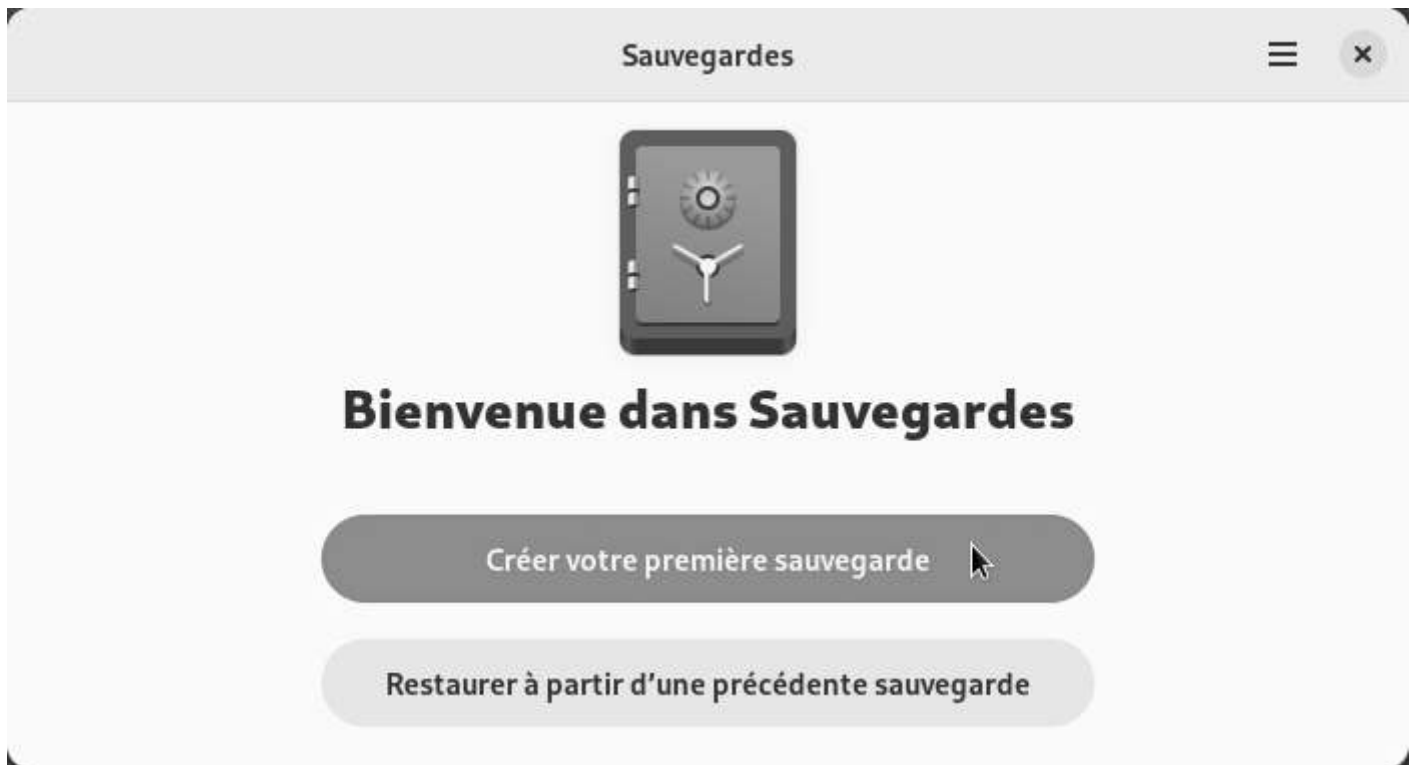 Sauvegardes
Bienvenue dans Sauvegardes
Créer votre première sauvegarde
Restaurer à partir d’une précédente sauvegarde